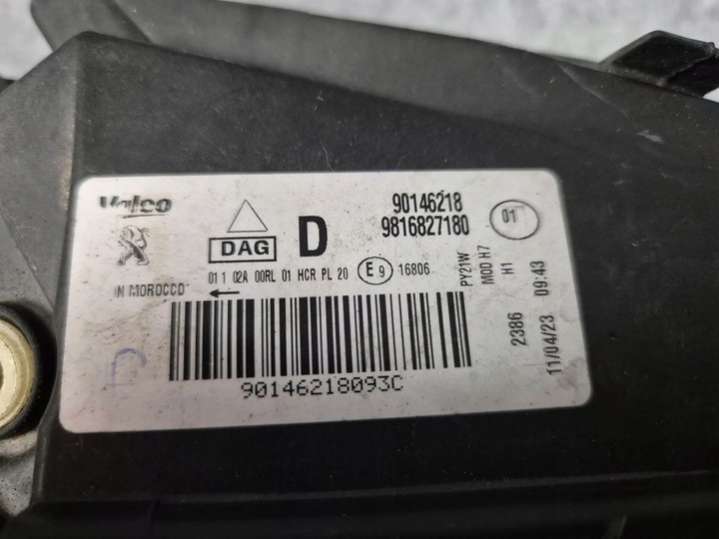 Valeo
90146218
9816827180
01
DAG
D
01 1 02A 00RL 01 HCR PL 20
E9
16806
IN MOROCCO
90146218093C
PY21W
MOD H7
H1
2386
11/04/23 09:43